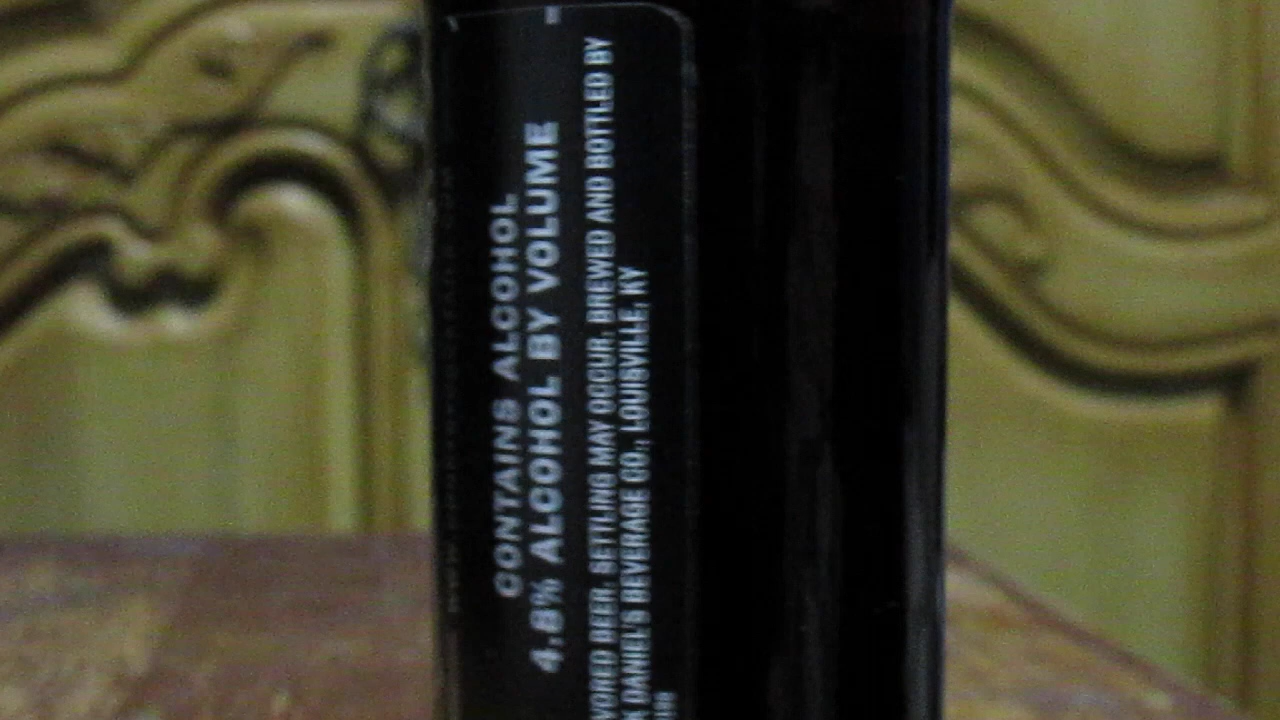 CONTAINS ALCOHOL
4.8% ALCOHOL BY VOLUME
VORED BEER. SETTLING MAY OCCUR. BREWED AND BOTTLED BY
K DANIEL'S BEVERAGE CO., LOUISVILLE, KY